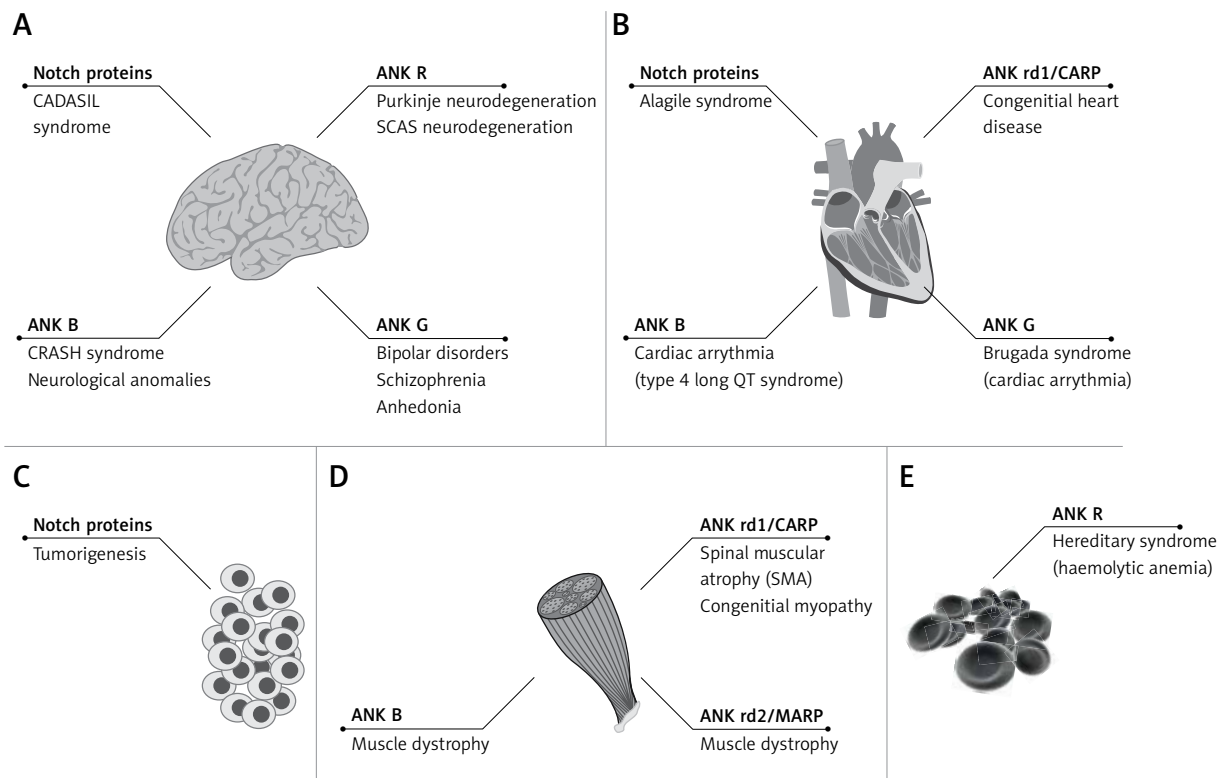 A
Notch proteins
CADASIL
syndrome
ANK R
Purkinje neurodegeneration
SCAS neurodegeneration
ANK B
CRASH syndrome
Neurological anomalies
ANK G
Bipolar disorders
Schizophrenia
Anhedonia
B
Notch proteins
Alagile syndrome
ANK rd1/CARP
Congenitial heart
disease
ANK B
Cardiac arrythmia
(type 4 long QT syndrome)
ANK G
Brugada syndrome
(cardiac arrythmia)
C
Notch proteins
Tumorigenesis
D
ANK rd1/CARP
Spinal muscular
atrophy (SMA)
Congenitial myopathy
ANK B
Muscle dystrophy
ANK rd2/MARP
Muscle dystrophy
E
ANK R
Hereditary syndrome
(haemolytic anemia)